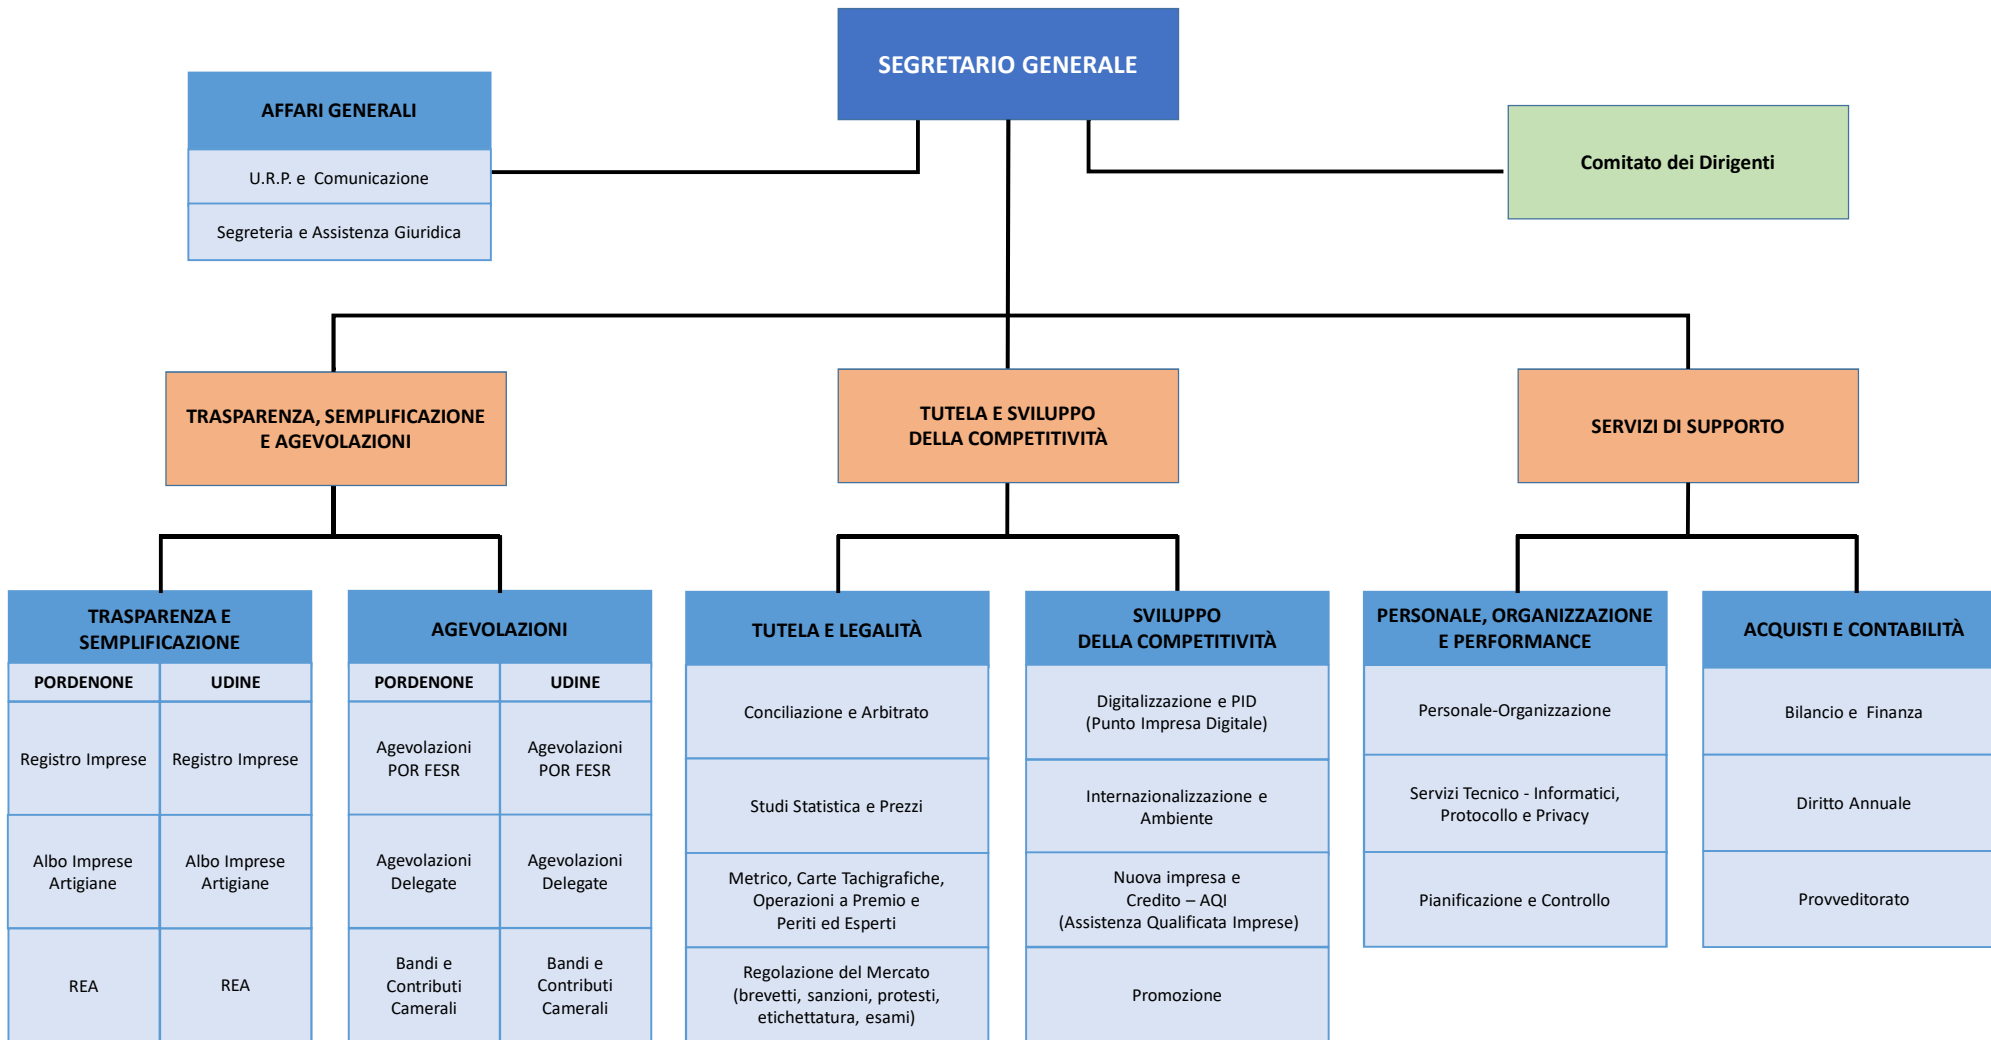 SEGRETARIO GENERALE
AFFARI GENERALI
U.R.P. e Comunicazione
Segreteria e Assistenza Giuridica
Comitato dei Dirigenti
TRASPARENZA, SEMPLIFICAZIONE
E AGEVOLAZIONI
TUTELA E SVILUPPO
DELLA COMPETITIVITÀ
SERVIZI DI SUPPORTO
TRASPARENZA E
SEMPLIFICAZIONE
PORDENONE
UDINE
Registro Imprese
Registro Imprese
Albo Imprese
Artigiane
Albo Imprese
Artigiane
REA
REA
AGEVOLAZIONI
PORDENONE
UDINE
Agevolazioni
POR FESR
Agevolazioni
POR FESR
Agevolazioni
Delegate
Agevolazioni
Delegate
Bandi e
Contributi
Camerali
Bandi e
Contributi
Camerali
TUTELA E LEGALITÀ
Conciliazione e Arbitrato
Studi Statistica e Prezzi
Metrico, Carte Tachigrafiche,
Operazioni a Premio e
Periti ed Esperti
Regolazione del Mercato
(brevetti, sanzioni, protesti,
etichettatura, esami)
SVILUPPO
DELLA COMPETITIVITÀ
Digitalizzazione e PID
(Punto Impresa Digitale)
Internazionalizzazione e
Ambiente
Nuova impresa e
Credito – AQI
(Assistenza Qualificata Imprese)
Promozione
PERSONALE, ORGANIZZAZIONE
E PERFORMANCE
Personale-Organizzazione
Servizi Tecnico - Informatici,
Protocollo e Privacy
Pianificazione e Controllo
ACQUISTI E CONTABILITÀ
Bilancio e Finanza
Diritto Annuale
Provveditorato